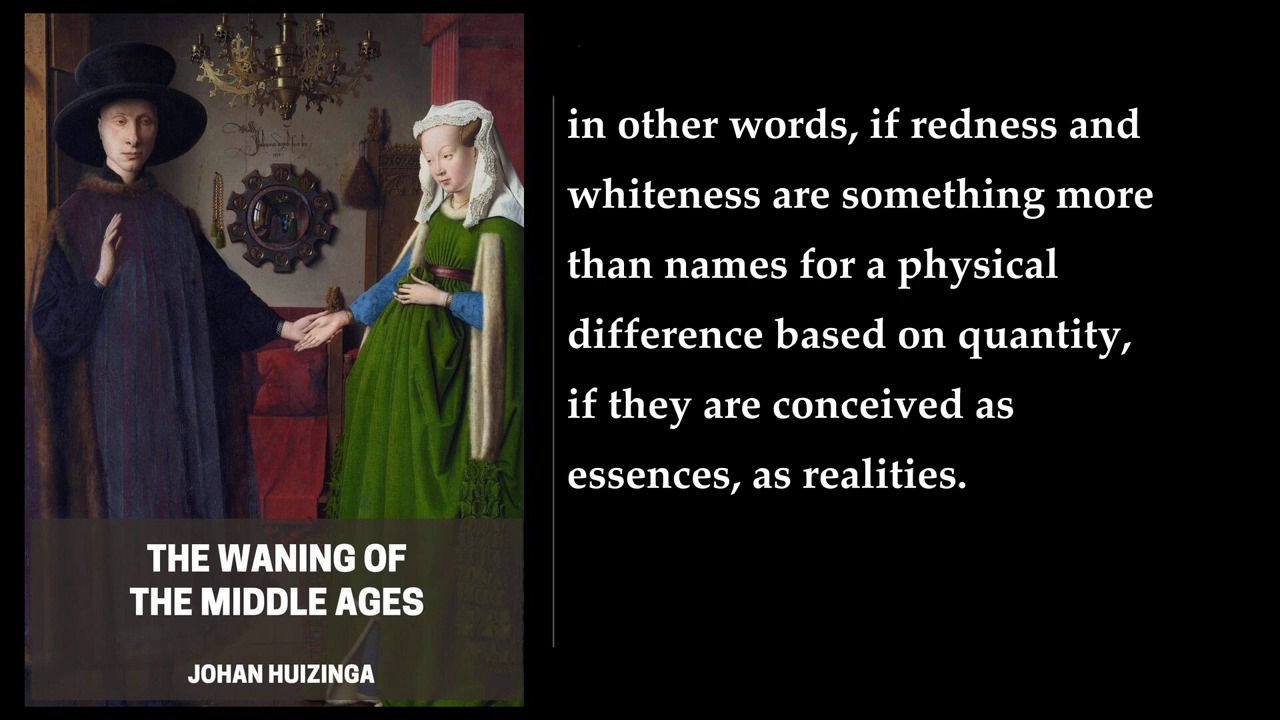 in other words, if redness and
whiteness are something more
than names for a physical
difference based on quantity,
if they are conceived as
essences, as realities.
THE WANING OF
THE MIDDLE AGES
JOHAN HUIZINGA